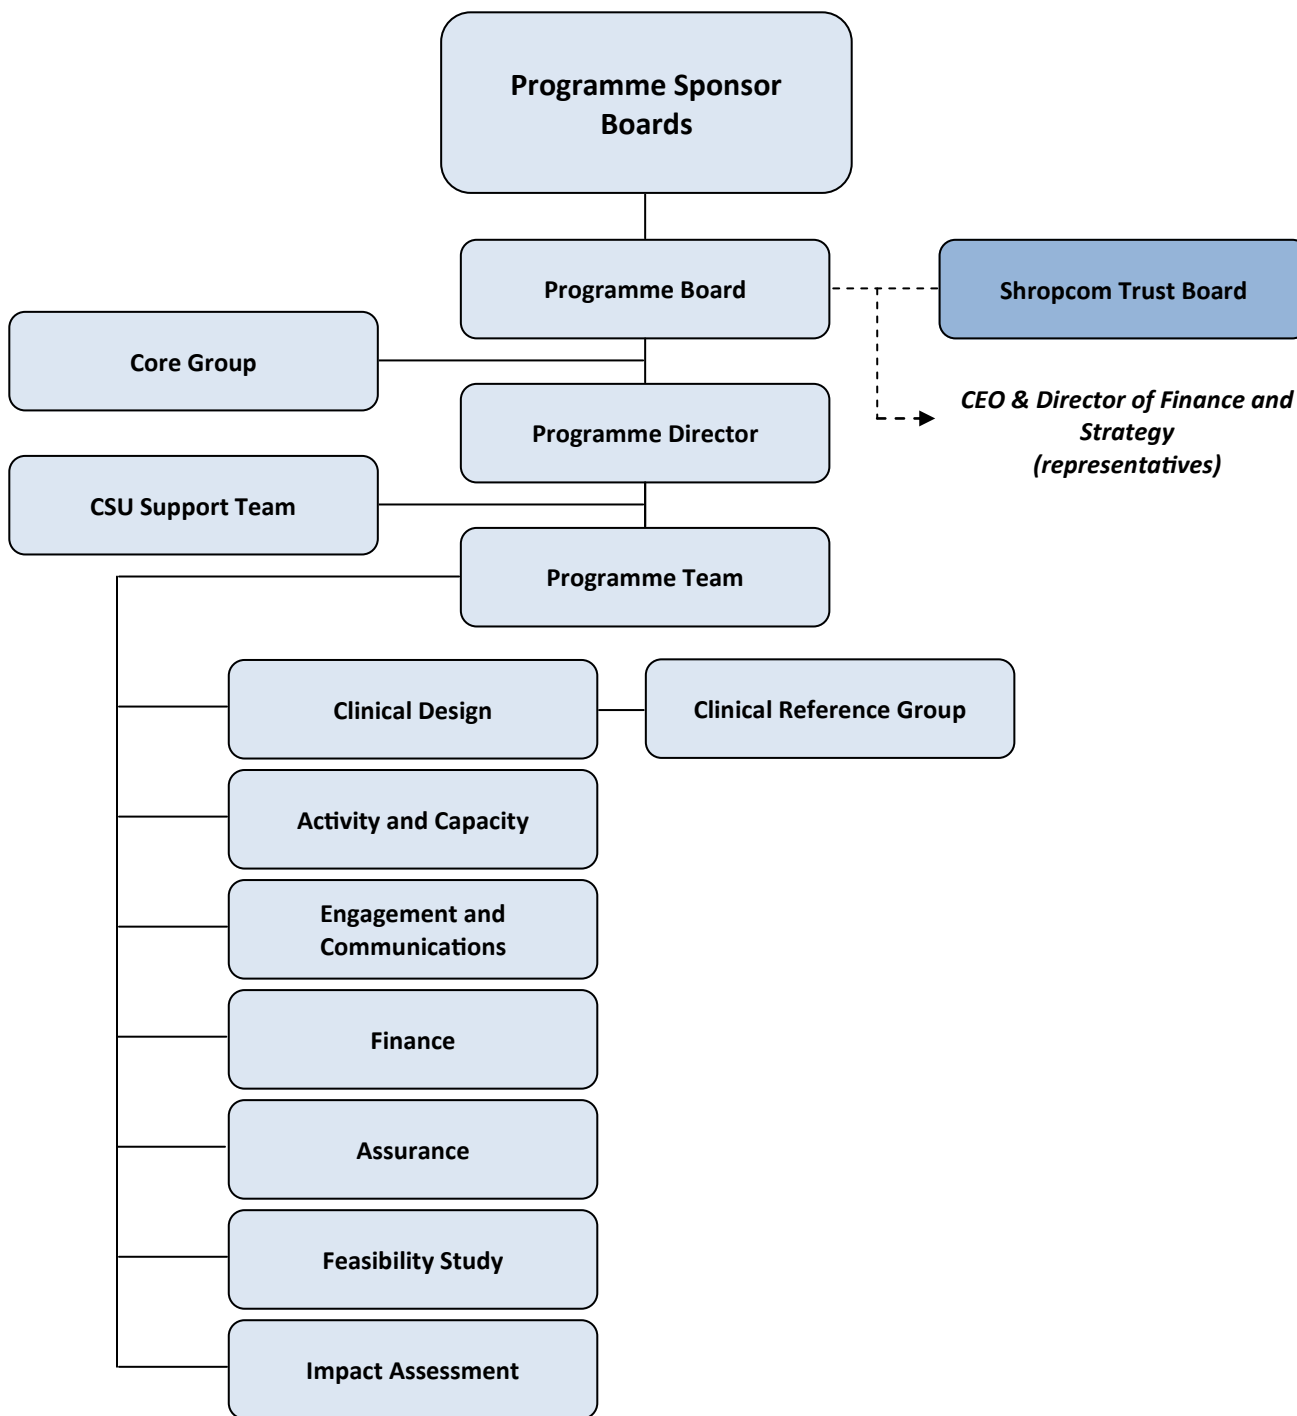 Programme Sponsor
Boards
Programme Board
Shropcom Trust Board
Core Group
CEO & Director of Finance and
Strategy
(representatives)
Programme Director
CSU Support Team
Programme Team
Clinical Design
Clinical Reference Group
Activity and Capacity
Engagement and
Communications
Finance
Assurance
Feasibility Study
Impact Assessment